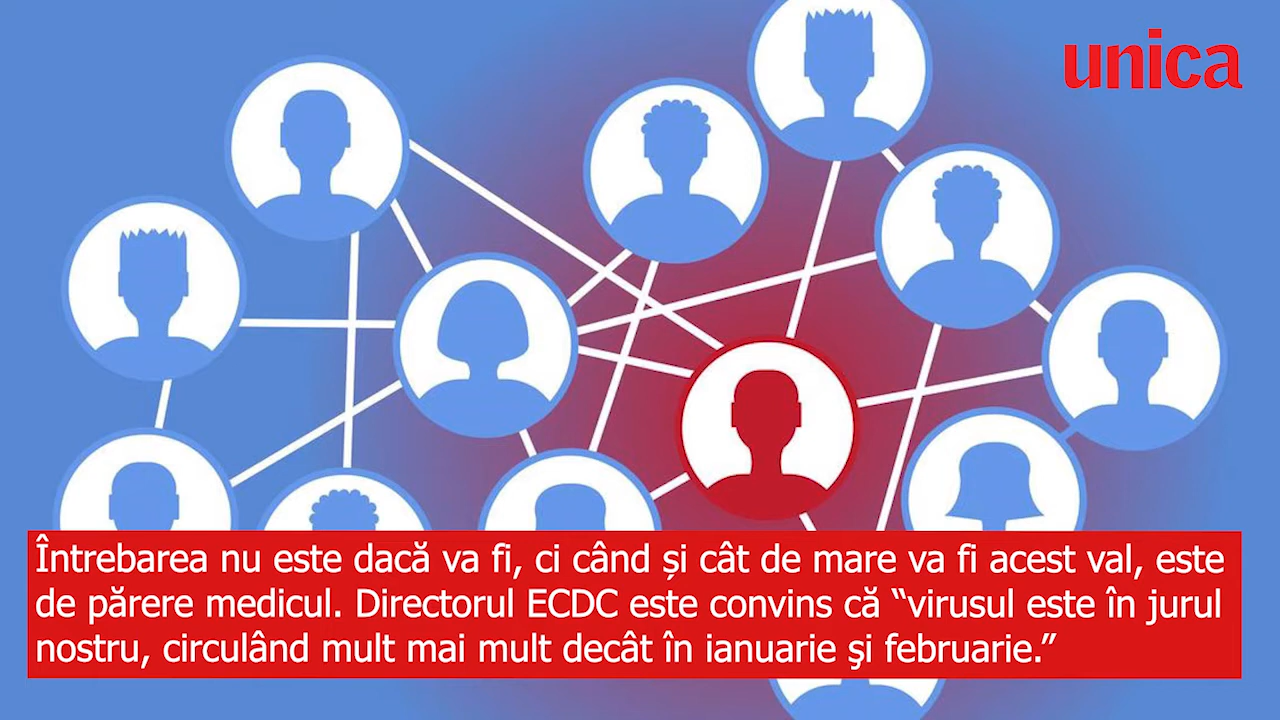 unica
Întrebarea nu este dacă va fi, ci când și cât de mare va fi acest val, este
de părere medicul. Directorul ECDC este convins că “virusul este în jurul
nostru, circulând mult mai mult decât în ianuarie şi februarie.”